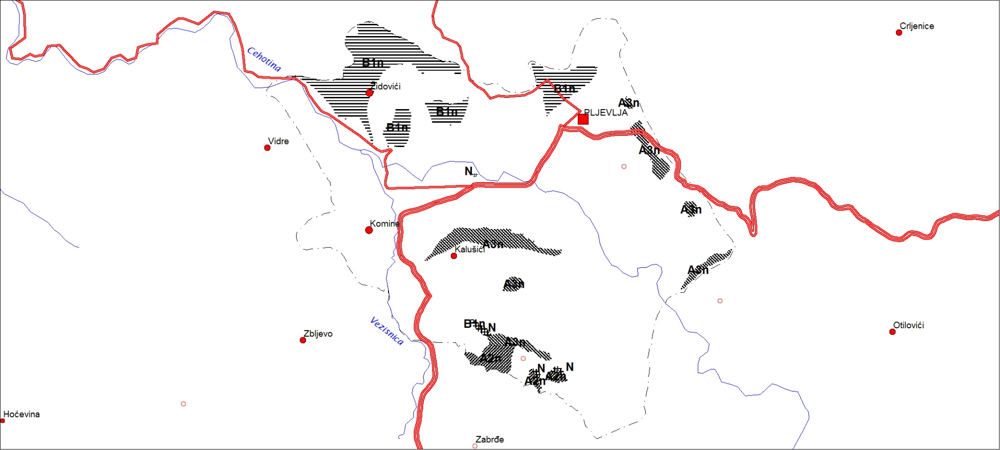 Crljenice
Cehotina
B1n
Židovići
B1n
A3n
B1n
PLJEVLJA
B1n
Vidre
A3n
N
A3n
Komine
A3n
Kalušići
A3n
A3n
B1n
N
Otilovići
Vezisnica
Zbljevo
A3n
A2n
N
N
A2n
A2n
Hoćevina
Zabrđe